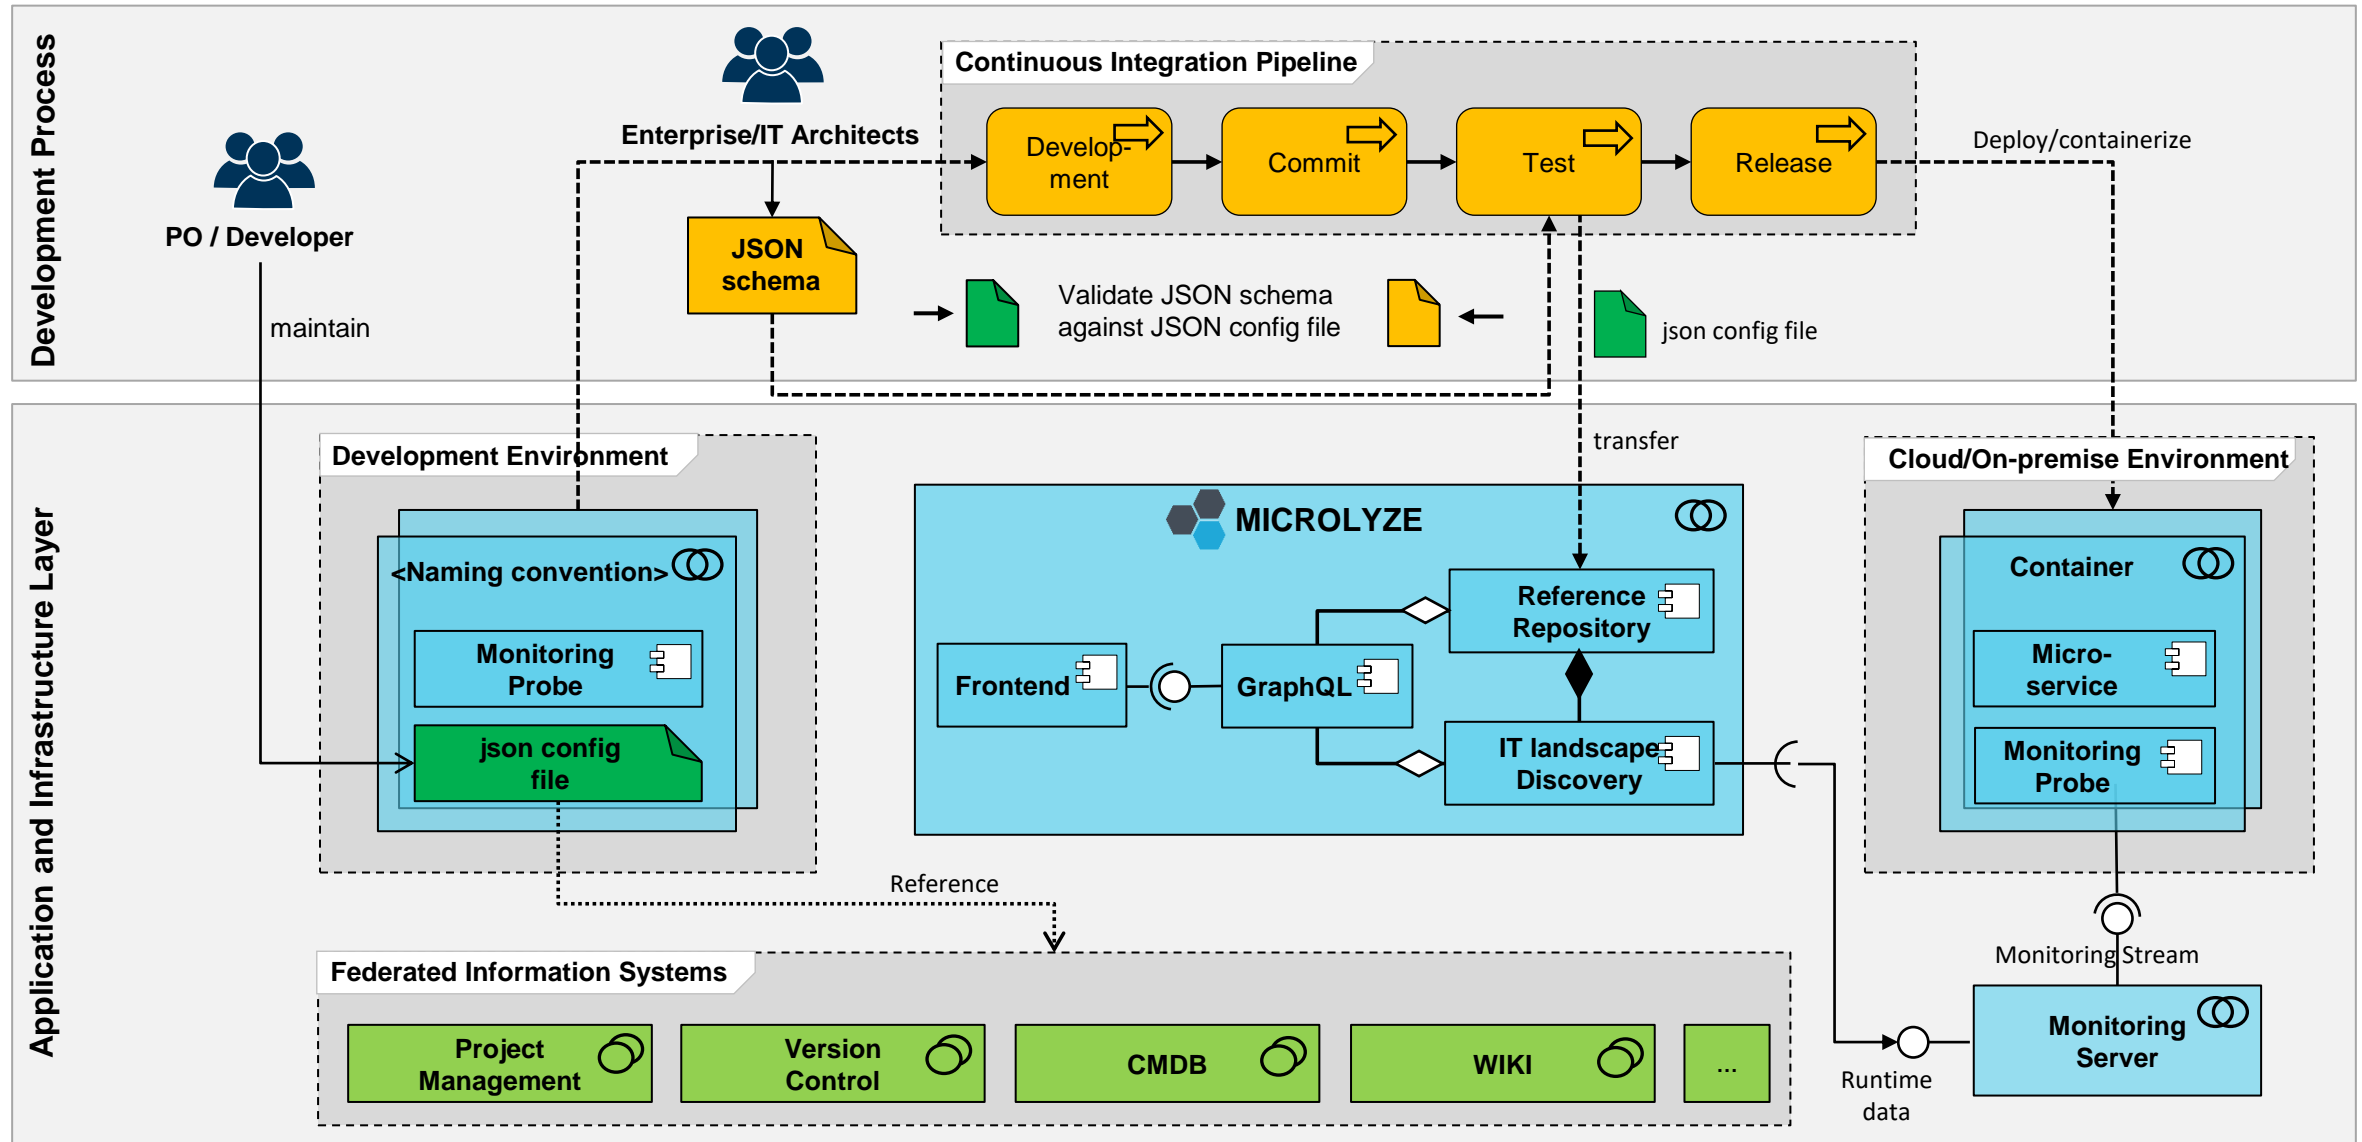 Development Process
Enterprise/IT Architects
PO / Developer
maintain
JSON
schema
Continuous Integration Pipeline
Develop-
ment
Commit
Test
Release
Deploy/containerize
Validate JSON schema
against JSON config file
json config file
transfer
Application and Infrastructure Layer
Development Environment
<Naming convention>
Monitoring
Probe
json config
file
Reference
MICROLYZE
Frontend
GraphQL
Reference
Repository
IT landscape
Discovery
Cloud/On-premise Environment
Container
Micro-
service
Monitoring
Probe
Monitoring Stream
Monitoring
Server
Runtime
data
Federated Information Systems
Project
Management
Version
Control
CMDB
WIKI
...